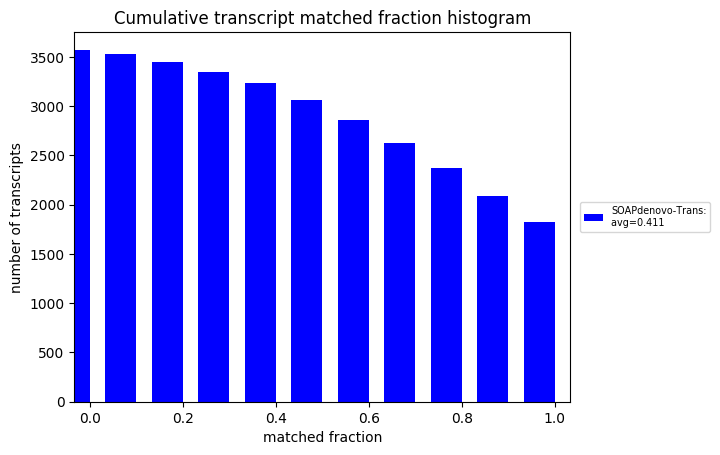 Cumulative transcript matched fraction histogram
number of transcripts
3500
3000
2500
2000
1500
1000
500
0
0.0 0.2 0.4 0.6 0.8 1.0
matched fraction
SOAPdenovo-Trans:
avg=0.411